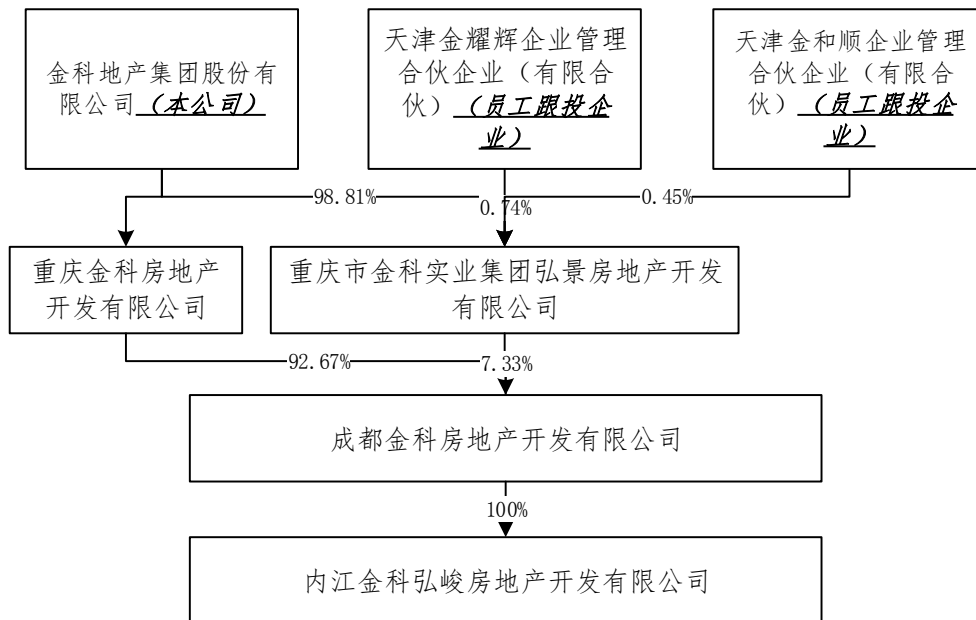 金科地产集团股份有
限公司（本公司）
天津金耀辉企业管理
合伙企业（有限合
伙）（员工跟投企
业）
天津金和顺企业管理
合伙企业（有限合
伙）（员工跟投企
业）
98.81%
0.74%
0.45%
重庆金科房地产
开发有限公司
重庆市金科实业集团弘景房地产开发
有限公司
92.67%
7.33%
成都金科房地产开发有限公司
100%
内江金科弘峻房地产开发有限公司